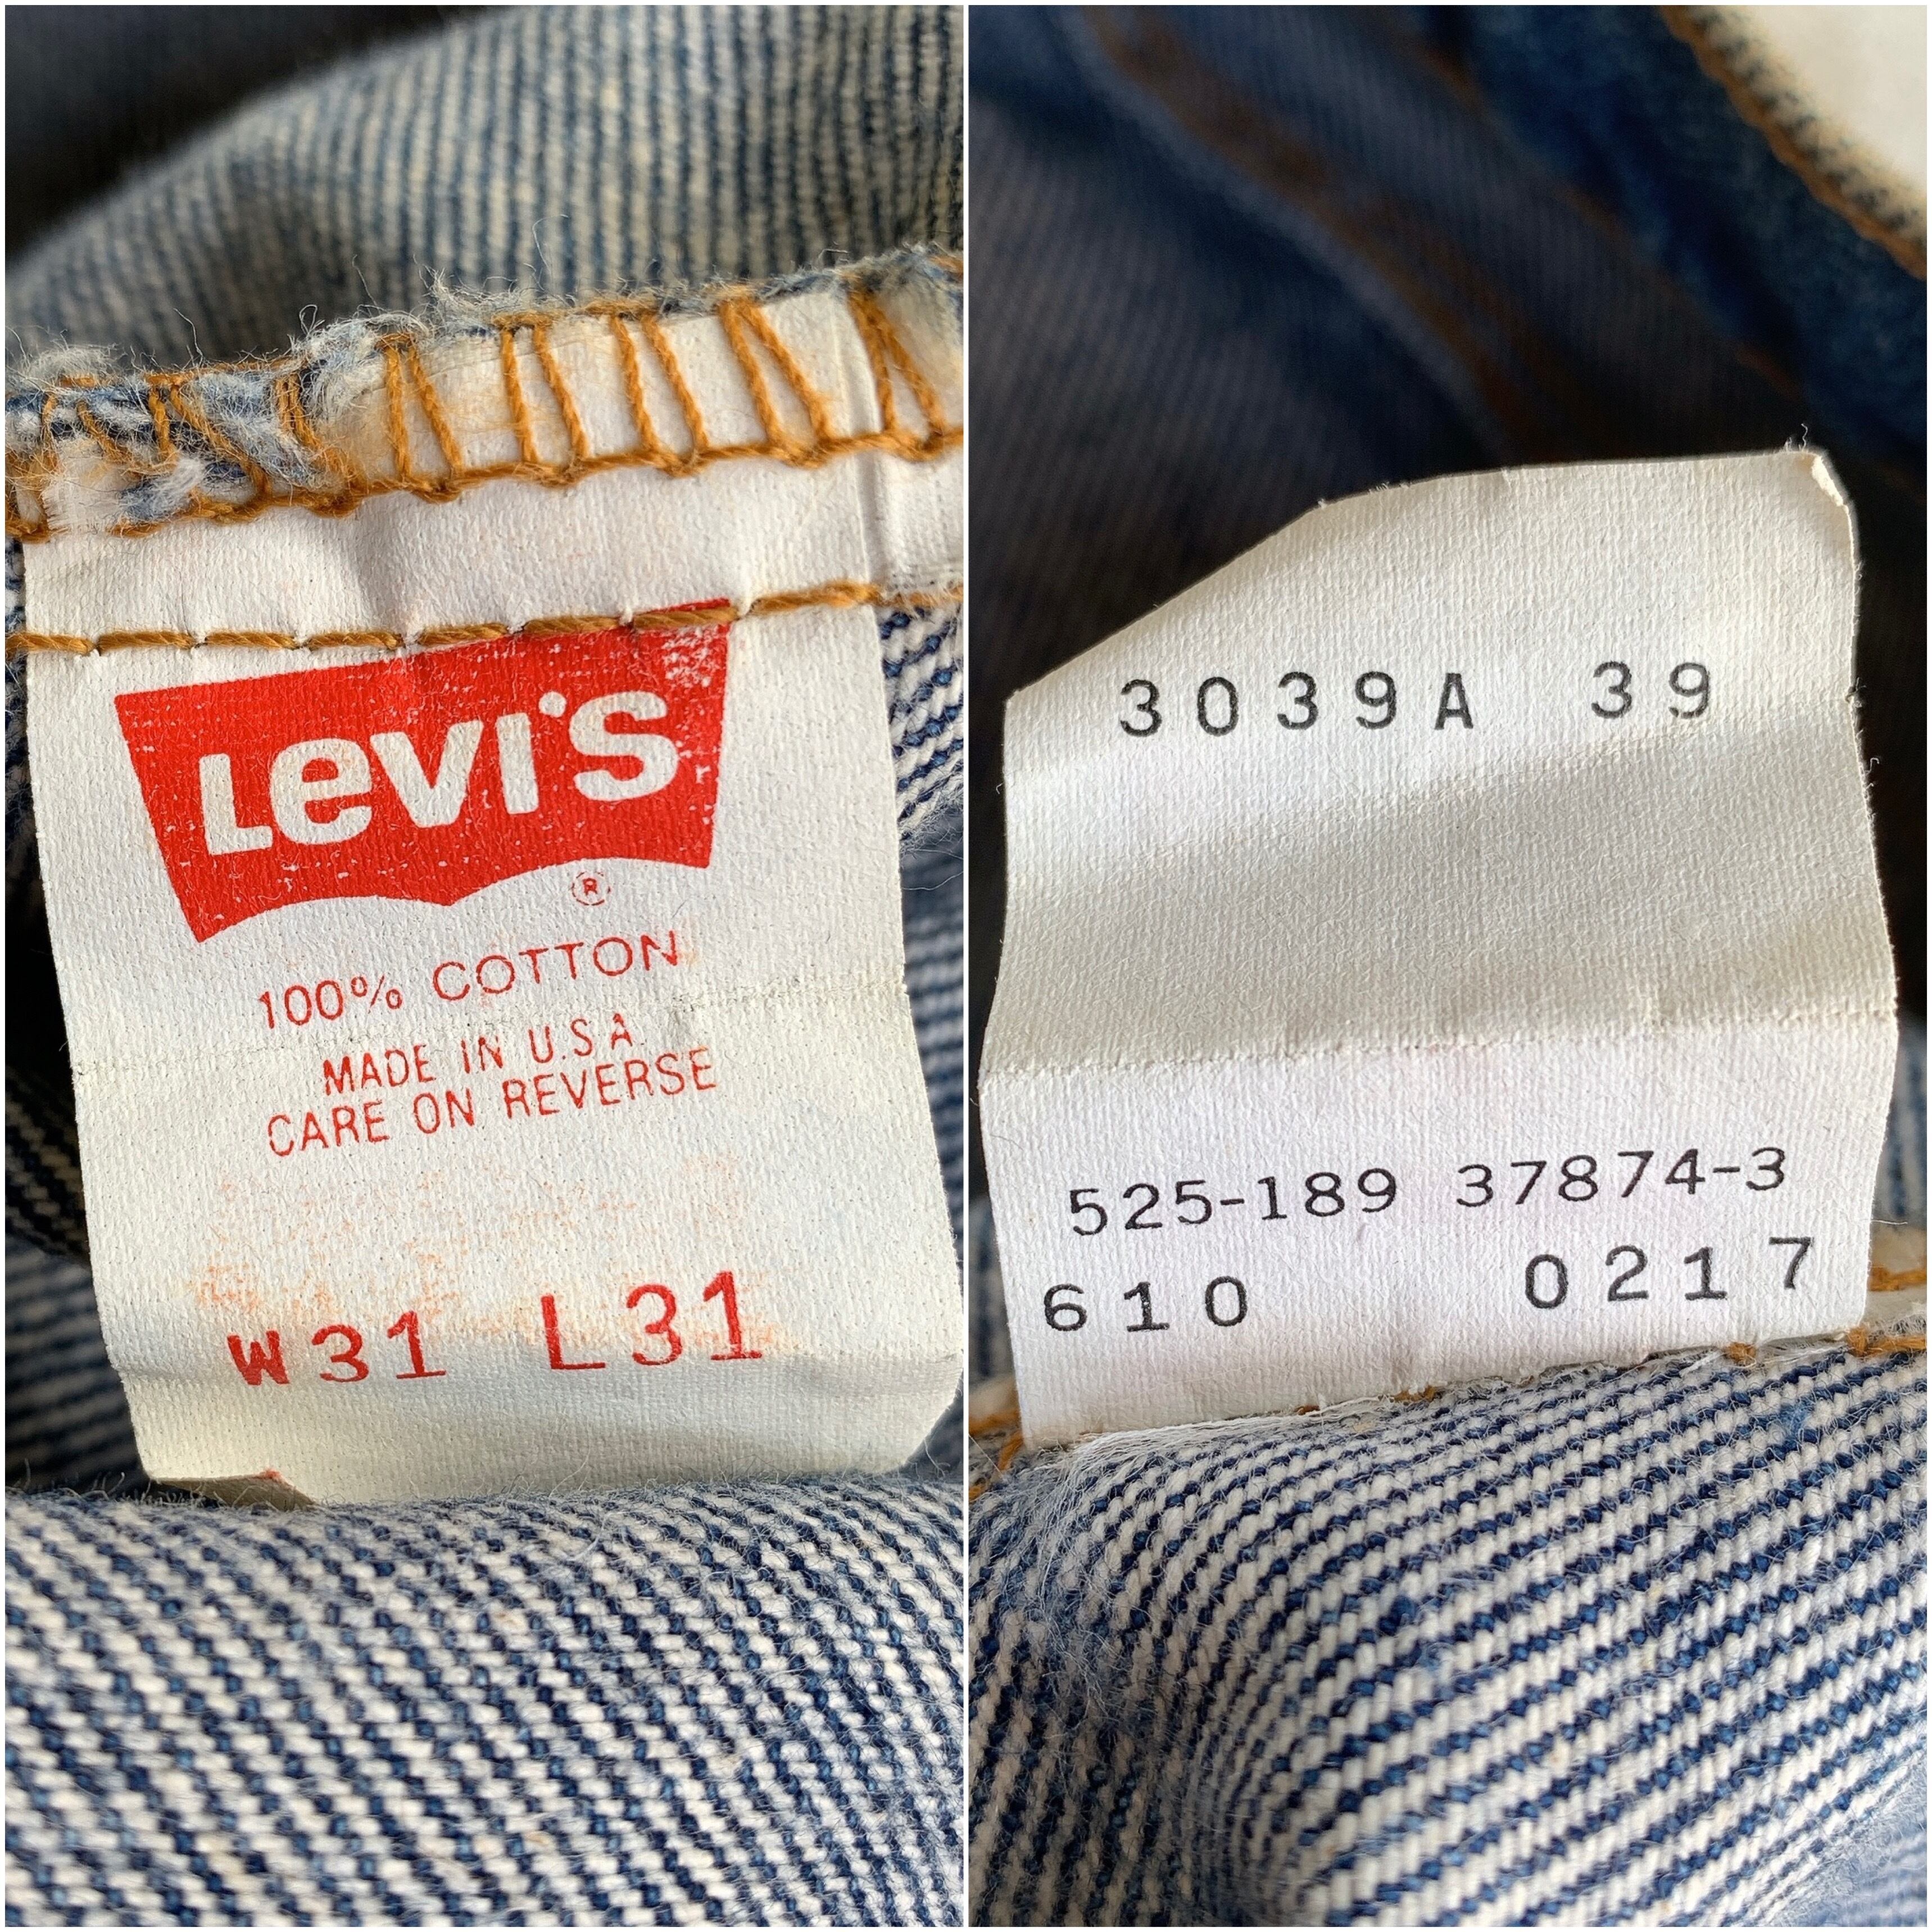 Levi's
®
100% COTTON
MADE IN U.S.A.
CARE ON REVERSE
W31 L31
3039A 39
525-189 37874-3
610 0217